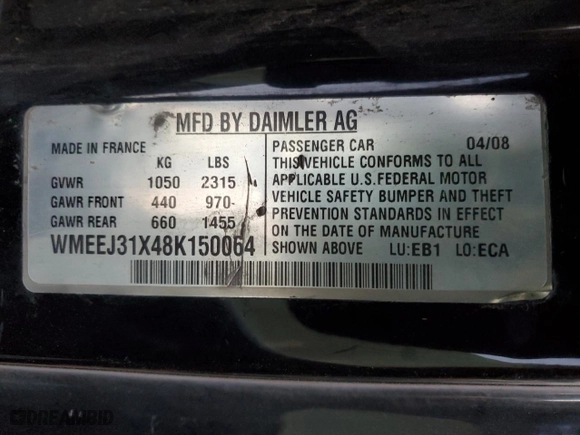 MFD BY DAIMLER AG
MADE IN FRANCE
KG LBS
GVWR 1050 2315
GAWR FRONT 440 970
GAWR REAR 660 1455
WMEEJ31X48K150064
PASSENGER CAR 04/08
THIS VEHICLE CONFORMS TO ALL
APPLICABLE U.S.FEDERAL MOTOR
VEHICLE SAFETY BUMPER AND THEFT
PREVENTION STANDARDS IN EFFECT
ON THE DATE OF MANUFACTURE
SHOWN ABOVE LU:EB1 LO:ECA
DREAMBID